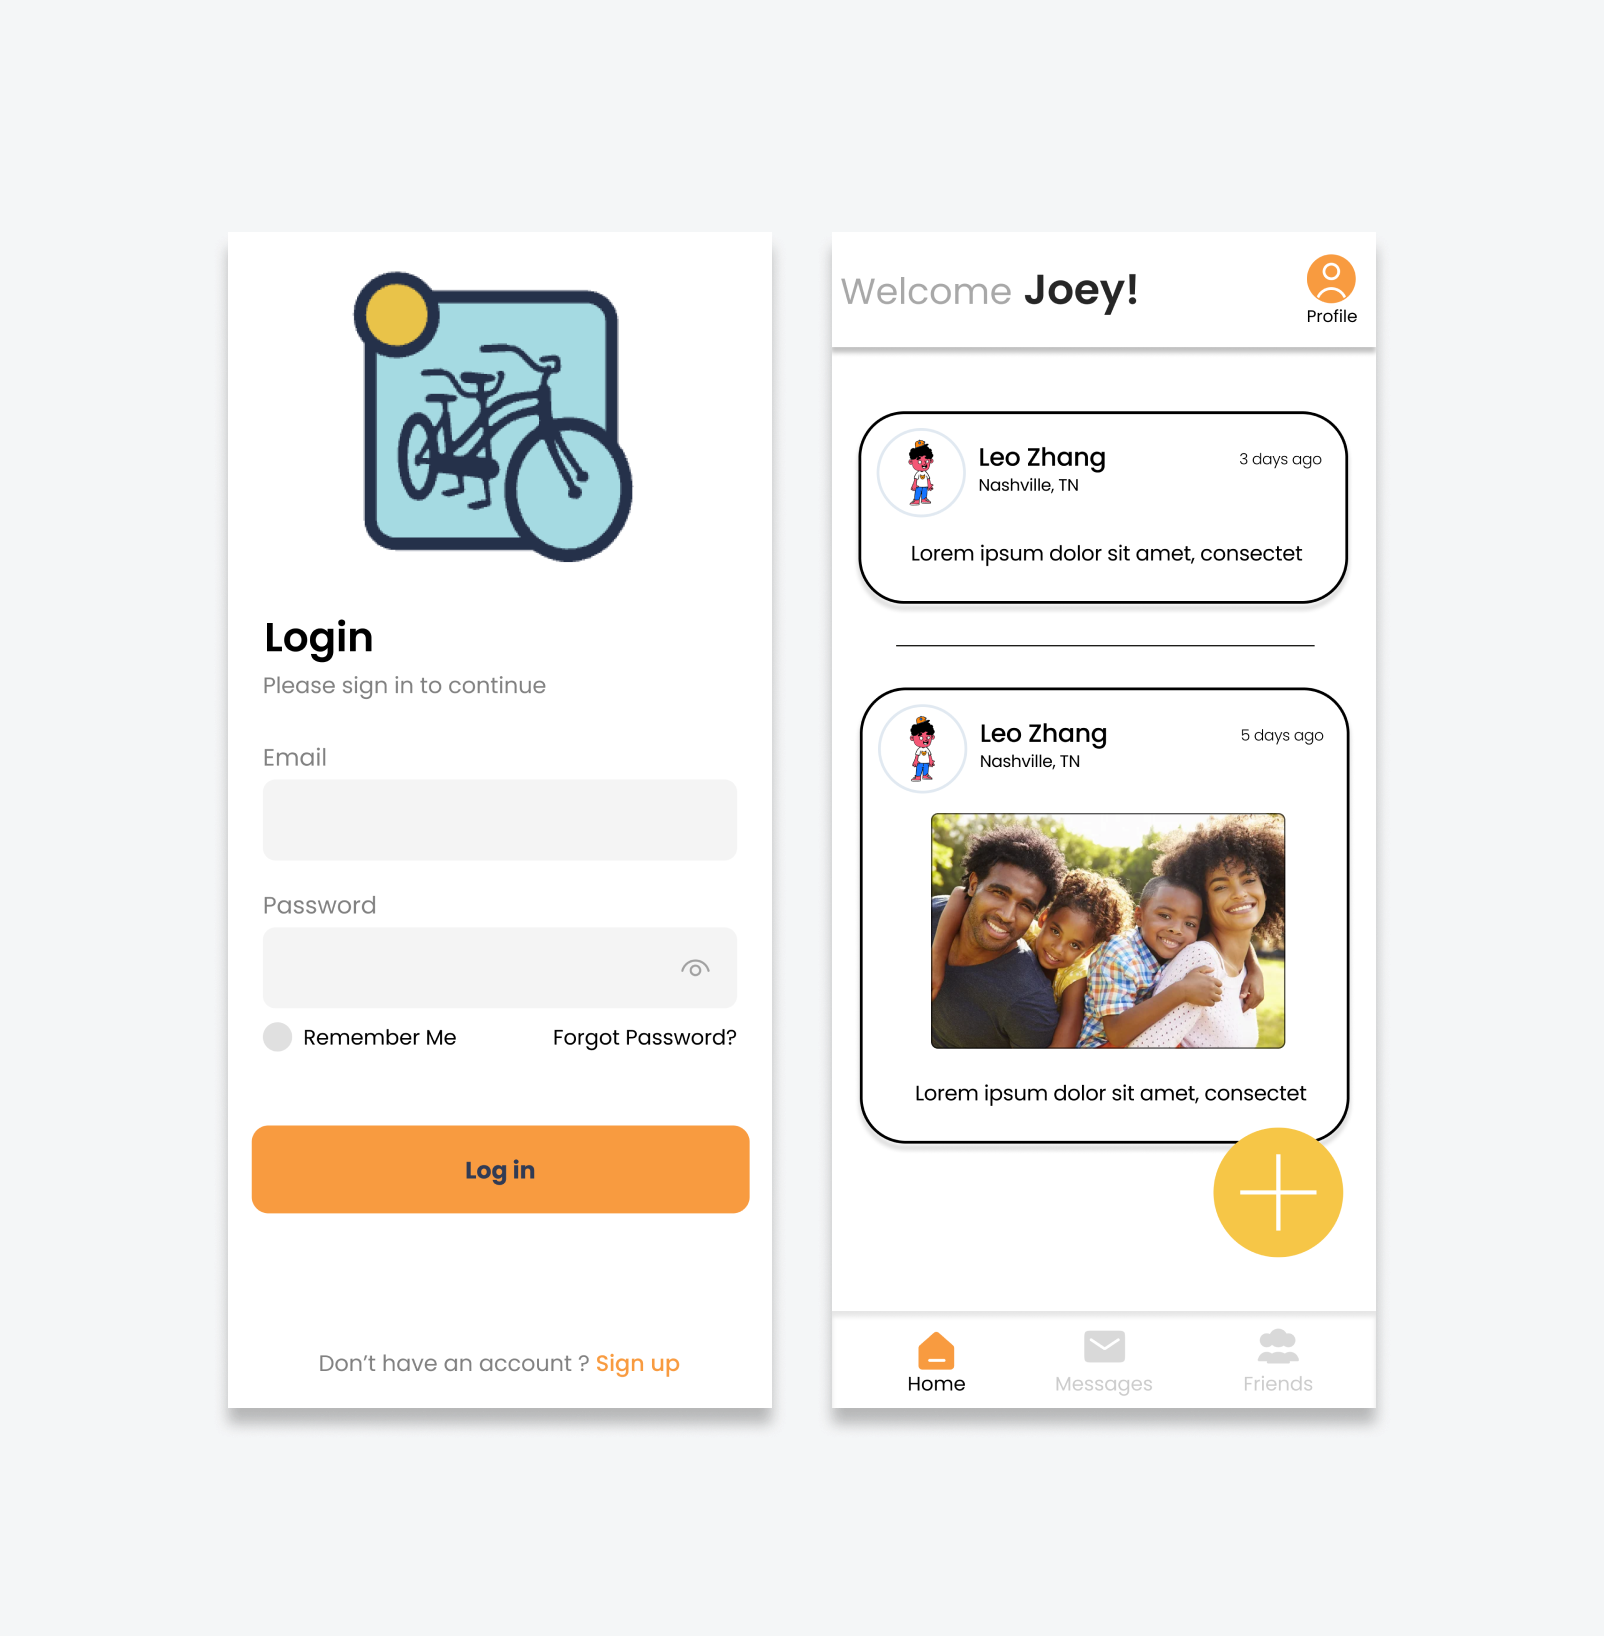 Login
Please sign in to continue
Email
Password
Remember Me
Forgot Password?
Log in
Don't have an account ? Sign up
Welcome Joey!
Profile
Leo Zhang
3 days ago
Nashville, TN
Lorem ipsum dolor sit amet, consectet
Leo Zhang
5 days ago
Nashville, TN
Lorem ipsum dolor sit amet, consectet
Home
Messages
Friends